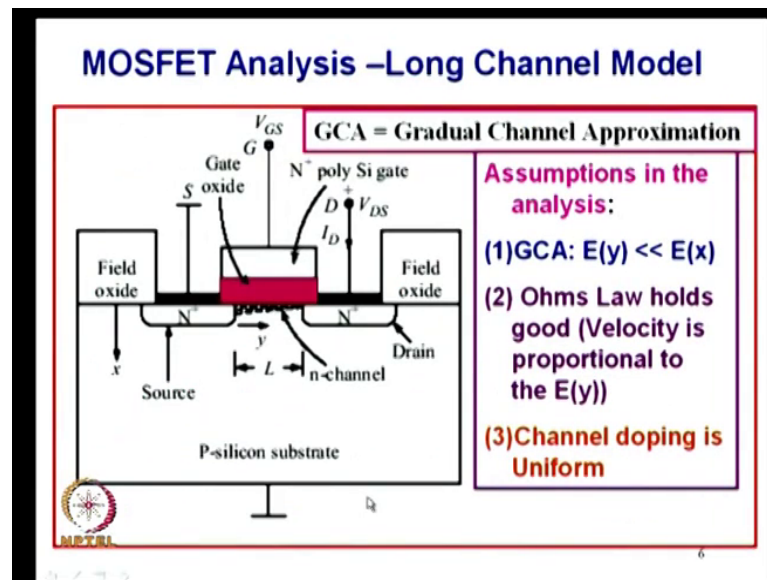 MOSFET Analysis –Long Channel Model
GCA = Gradual Channel Approximation
V_GS
G
Gate
oxide
N⁺ poly Si gate
S
D
+
V_DS
I_D
Field
oxide
Field
oxide
N⁺
N⁺
y
x
L
n-channel
Drain
Source
P-silicon substrate
Assumptions in the
analysis:
(1)GCA: E(y) << E(x)
(2) Ohms Law holds
good (Velocity is
proportional to
the E(y))
(3)Channel doping is
Uniform
NPTEL
6